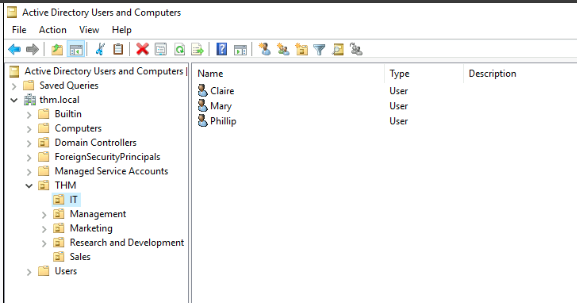 Active Directory Users and Computers
File Action View Help
Active Directory Users and Computers
Saved Queries
thm.local
Builtin
Computers
Domain Controllers
ForeignSecurityPrincipals
Managed Service Accounts
THM
IT
Management
Marketing
Research and Development
Sales
Users
Name Type Description
Claire User
Mary User
Phillip User